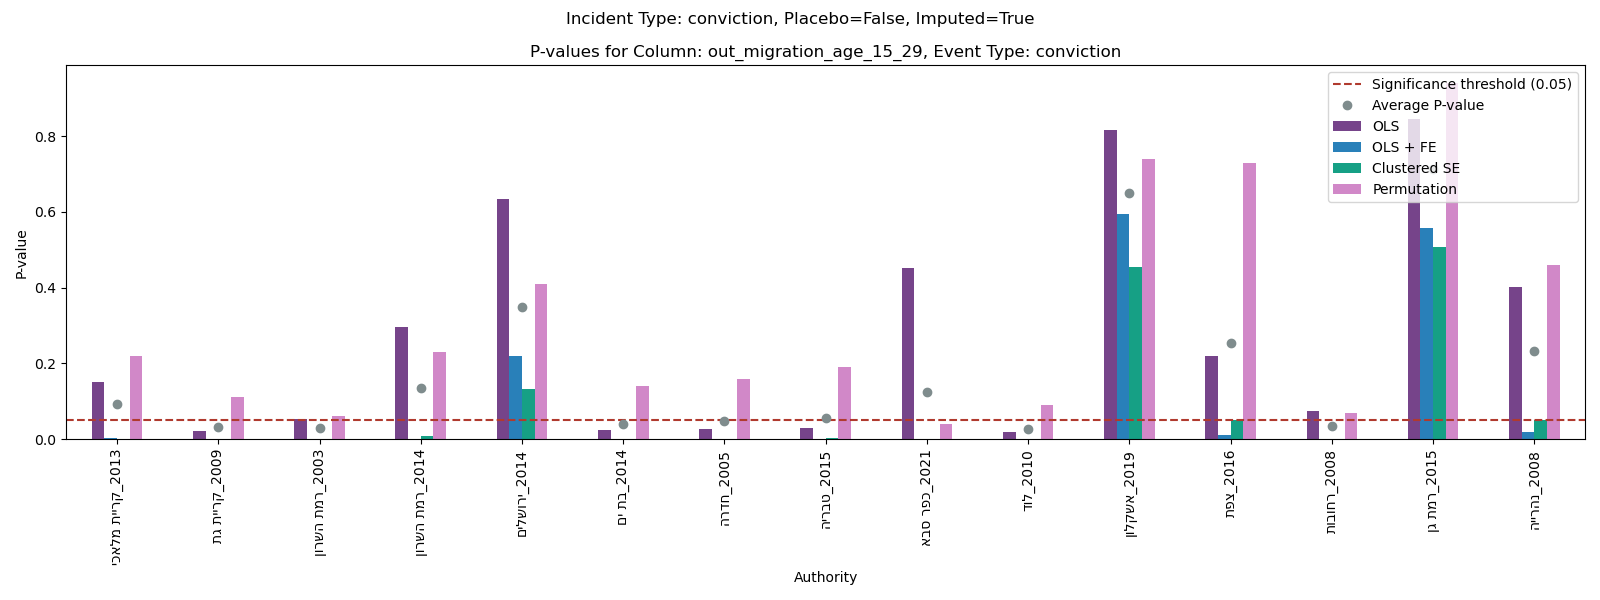 Incident Type: conviction, Placebo=False, Imputed=True
P-values for Column: out_migration_age_15_29, Event Type: conviction
Significance threshold (0.05)
Average P-value
OLS
OLS + FE
Clustered SE
Permutation
P-value
0.8
0.6
0.4
0.2
0.0
קריית מלאכי_2013
קריית גת_2009
רמת השרון_2003
רמת השרון_2014
ירושלים_2014
בת ים_2014
חדרה_2005
טבריה_2015
כפר סבא_2021
לוד_2010
אשקלון_2019
צפת_2016
רחובות_2008
רמת גן_2015
נהרייה_2008
Authority